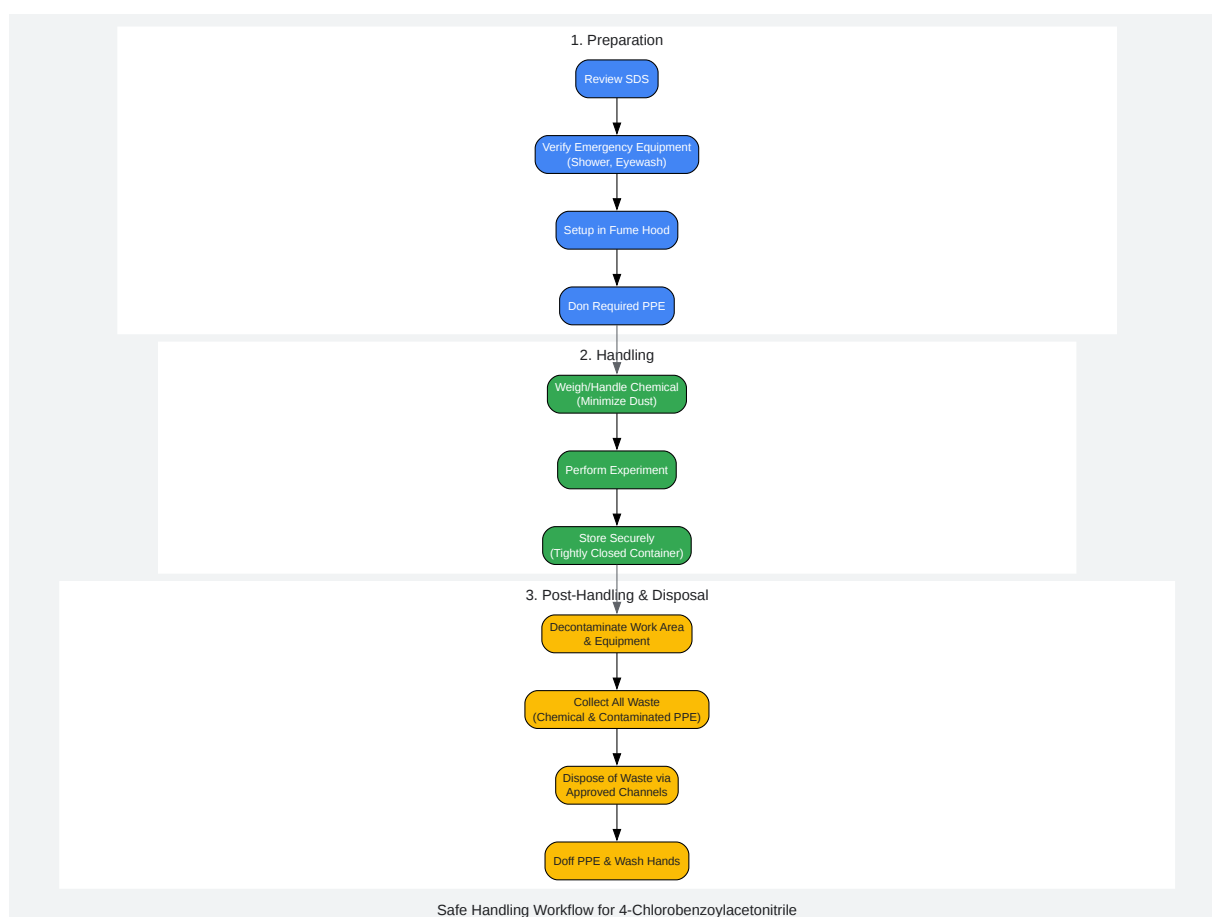 1. Preparation
Review SDS
Verify Emergency Equipment
(Shower, Eyewash)
Setup in Fume Hood
Don Required PPE
2. Handling
Weigh/Handle Chemical
(Minimize Dust)
Perform Experiment
Store Securely
(Tightly Closed Container)
3. Post-Handling & Disposal
Decontaminate Work Area
& Equipment
Collect All Waste
(Chemical & Contaminated PPE)
Dispose of Waste via
Approved Channels
Doff PPE & Wash Hands
Safe Handling Workflow for 4-Chlorobenzoylacetonitrile